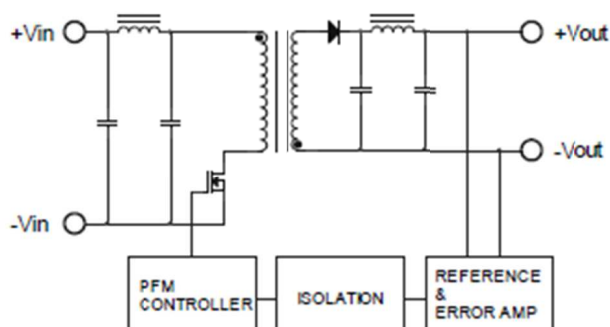 +Vin
+Vout
-Vout
-Vin
PFM
CONTROLLER
ISOLATION
REFERENCE
&
ERROR AMP